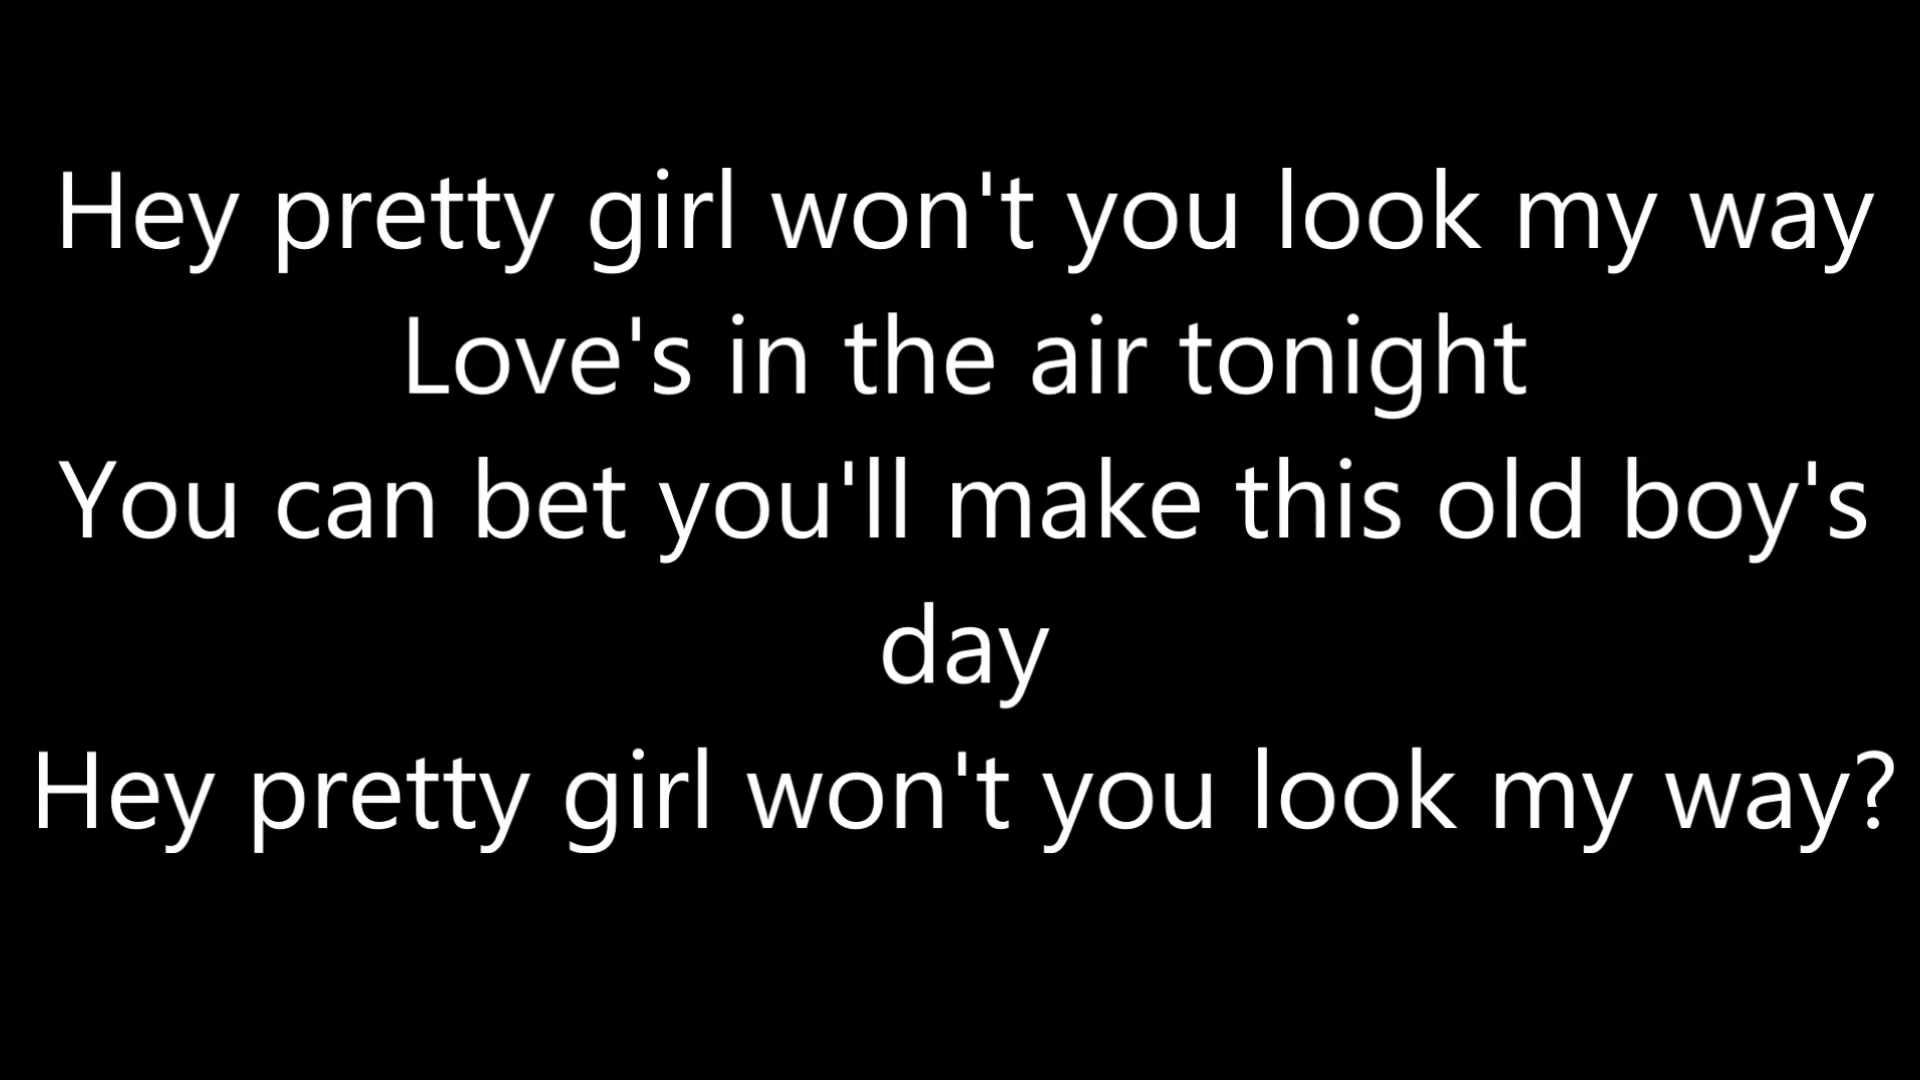 Hey pretty girl won't you look my way
Love's in the air tonight
You can bet you'll make this old boy's
day
Hey pretty girl won't you look my way?